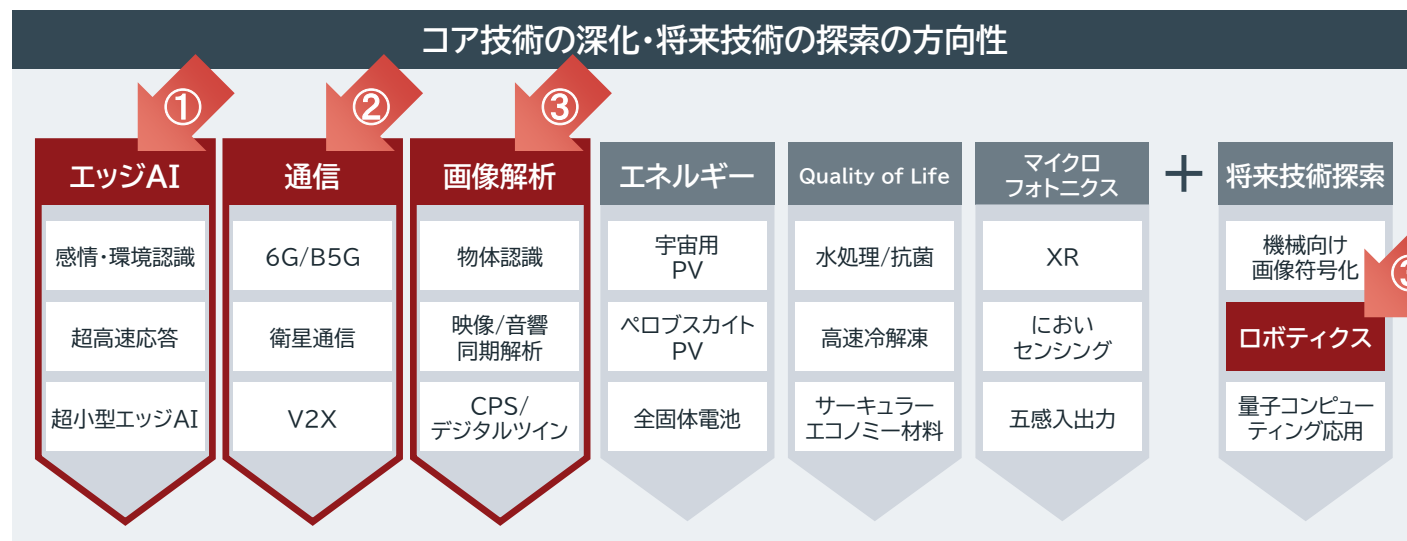 コア技術の深化・将来技術の探索の方向性
①
②
③
エッジAI
感情・環境認識
超高速応答
超小型エッジAI
通信
6G/B5G
衛星通信
V2X
画像解析
物体認識
映像/音響
同期解析
CPS/
デジタルツイン
エネルギー
宇宙用
PV
ペロブスカイト
PV
全固体電池
Quality of Life
水処理/抗菌
高速冷解凍
サーキュラー
エコノミー材料
マイクロ
フォトニクス
XR
におい
センシング
五感入出力
+
将来技術探索
機械向け
画像符号化
③
ロボティクス
量子コンピュー
ティング応用